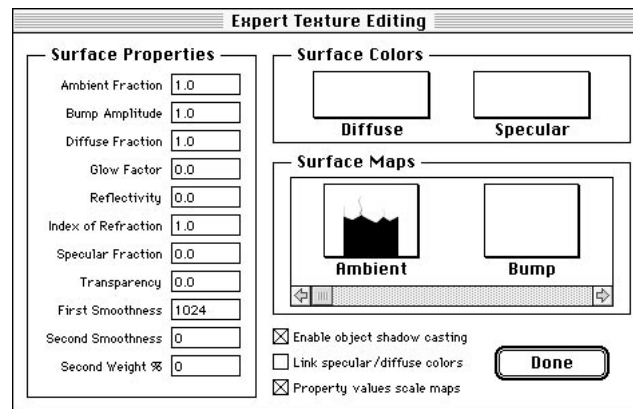 Expert Texture Editing
Surface Properties
Ambient Fraction 1.0
Bump Amplitude 1.0
Diffuse Fraction 1.0
Glow Factor 0.0
Reflectivity 0.0
Index of Refraction 1.0
Specular Fraction 0.0
Transparency 0.0
First Smoothness 1024
Second Smoothness 0
Second Weight % 0
Surface Colors
Diffuse Specular
Surface Maps
Ambient Bump
Enable object shadow casting
Link specular/diffuse colors
Property values scale maps
Done